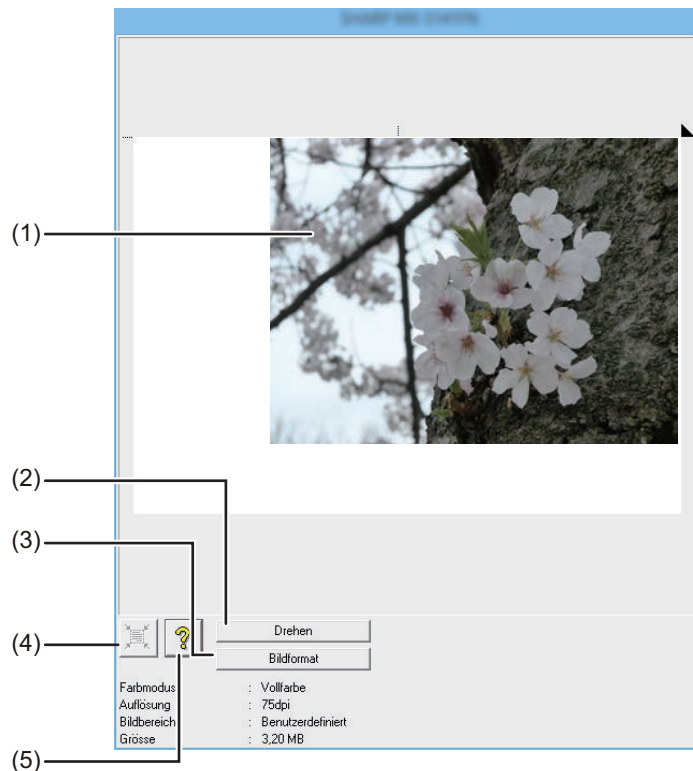 (1)
(2)
(3)
Drehen
(4)
Bildformat
Farbmodus : Vollfarbe
Auflösung : 75dpi
Bildbereich : Benutzerdefiniert
Grösse : 3,20 MB
(5)